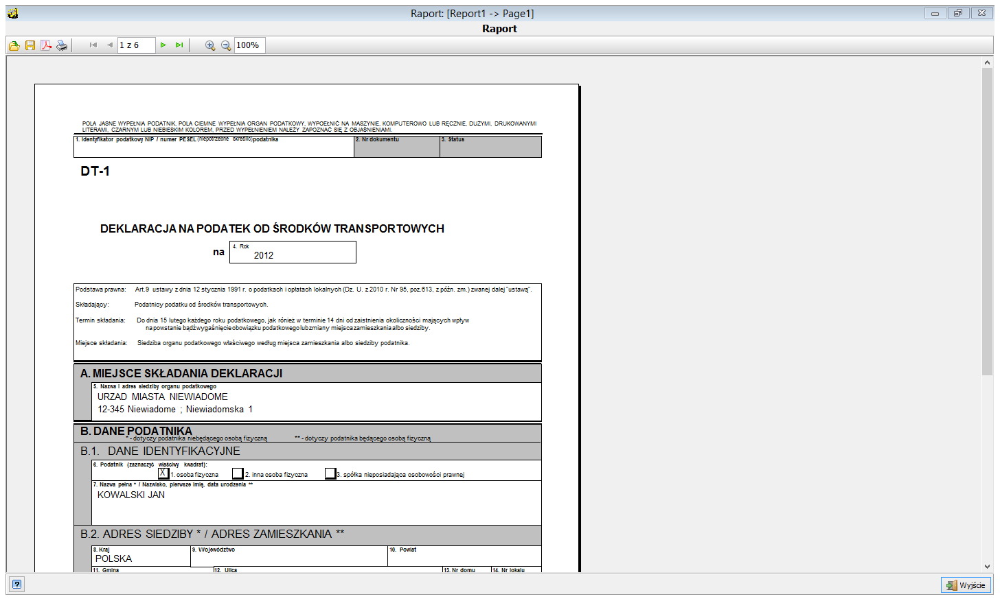 Raport: [Report1 -> Page1]
Raport
1 z 6
100%
POLA JASNE WYPEŁNIA PODATNIK, POLA CIEMNE WYPEŁNIA ORGAN PODATKOWY, WYPOEŁNIĆ NA MASZYNIE, KOMPUTEROWO LUB RĘCZNIE, DUŻYMI, DRUKOWANYMI
LITERAMI, CZARNYM LUB NIEBIESKIM KOLOREM, PRZED WYPEŁNIENIEM NALEŻY ZAPOZNAĆ SIĘ Z OBJAŚNIENIAMI.
1. Identyfikator podatkowy NIP / numer PESEL (niepotrzebne skreślic) podatnika
2. Nr dokumentu
3. Status
DT-1
DEKLARACJA NA PODATEK OD ŚRODKÓW TRANSPORTOWYCH
4. Rok
na 2012
Podstawa prawna: Art.9 ustawy z dnia 12 stycznia 1991 r. o podatkach i opłatach lokalnych (Dz. U. z 2010 r. Nr 95, poz.613, z późn. zm.) zwanej dalej "ustawą".
Składający: Podatnicy podatku od środków transportowych.
Termin składania: Do dnia 15 lutego każdego roku podatkowego, jak rónież w terminie 14 dni od zaistnienia okoliczności mających wpływ
na powstanie bądź wygaśnięcie obowiązku podatkowego lub zmiany miejsca zamieszkania albo siedziby.
Miejsce składania: Siedziba organu podatkowego właściwego według miejsca zamieszkania albo siedziby podatnika.
A. MIEJSCE SKŁADANIA DEKLARACJI
5. Nazwa i adres siedziby organu podatkowego
URZAD MIASTA NIEWIADOME
12-345 Niewiadome ; Niewiadomska 1
B. DANE PODATNIKA
* - dotyczy podatnika niebędącego osobą fizyczną ** - dotyczy podatnika będącego osobą fizyczną
B.1. DANE IDENTYFIKACYJNE
6. Podatnik (zaznaczyć właściwy kwadrat):
X 1. osoba fizyczna 2. inna osoba fizyczna 3. spółka nieposiadająca osobowości prawnej
7. Nazwa pełna * / Nazwisko, pierwsze imię, data urodzenia **
KOWALSKI JAN
B.2. ADRES SIEDZIBY * / ADRES ZAMIESZKANIA **
8. Kraj 9. Województwo 10. Powiat
POLSKA
11. Gmina 12. Ulica 13. Nr domu 14. Nr lokalu
?
Wyjście